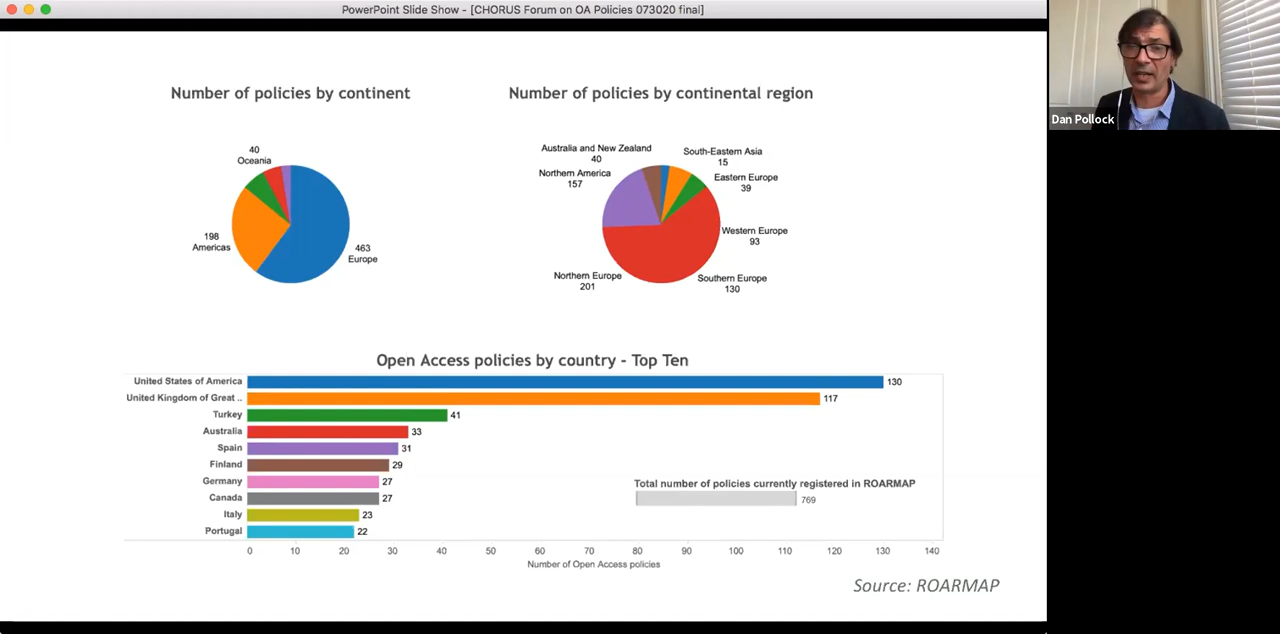 PowerPoint Slide Show - [CHORUS Forum on OA Policies 073020 final]
Dan Pollock
Number of policies by continent
40
Oceania
198
Americas
463
Europe
Number of policies by continental region
Australia and New Zealand
40
South-Eastern Asia
15
Northern America
157
Eastern Europe
39
Western Europe
93
Northern Europe
201
Southern Europe
130
Open Access policies by country - Top Ten
United States of America 130
United Kingdom of Great .. 117
Turkey 41
Australia 33
Spain 31
Finland 29
Germany 27
Canada 27
Italy 23
Portugal 22
Total number of policies currently registered in ROARMAP
769
0 10 20 30 40 50 60 70 80 90 100 110 120 130 140
Number of Open Access policies
Source: ROARMAP